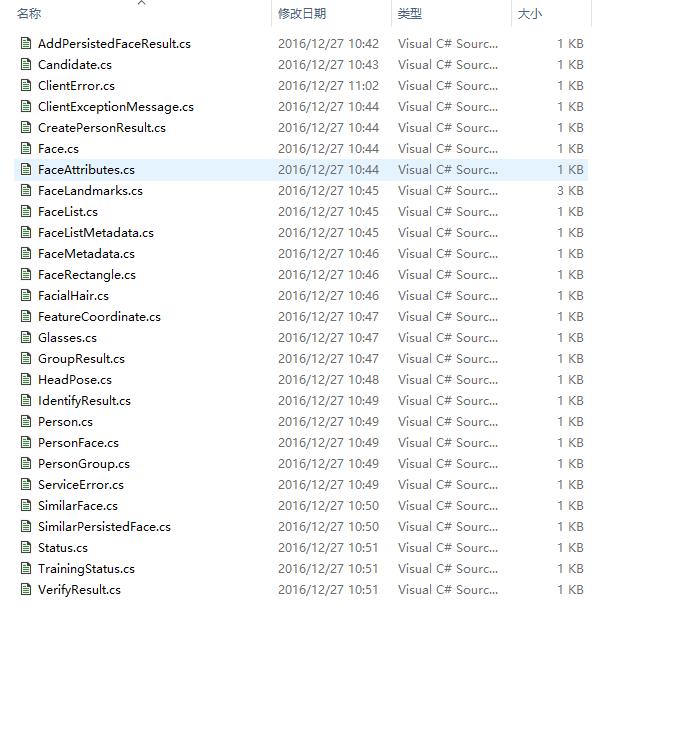 名称 修改日期 类型 大小
AddPersistedFaceResult.cs 2016/12/27 10:42 Visual C# Sourc... 1 KB
Candidate.cs 2016/12/27 10:43 Visual C# Sourc... 1 KB
ClientError.cs 2016/12/27 11:02 Visual C# Sourc... 1 KB
ClientExceptionMessage.cs 2016/12/27 10:44 Visual C# Sourc... 1 KB
CreatePersonResult.cs 2016/12/27 10:44 Visual C# Sourc... 1 KB
Face.cs 2016/12/27 10:44 Visual C# Sourc... 1 KB
FaceAttributes.cs 2016/12/27 10:44 Visual C# Sourc... 1 KB
FaceLandmarks.cs 2016/12/27 10:45 Visual C# Sourc... 3 KB
FaceList.cs 2016/12/27 10:45 Visual C# Sourc... 1 KB
FaceListMetadata.cs 2016/12/27 10:45 Visual C# Sourc... 1 KB
FaceMetadata.cs 2016/12/27 10:46 Visual C# Sourc... 1 KB
FaceRectangle.cs 2016/12/27 10:46 Visual C# Sourc... 1 KB
FacialHair.cs 2016/12/27 10:46 Visual C# Sourc... 1 KB
FeatureCoordinate.cs 2016/12/27 10:47 Visual C# Sourc... 1 KB
Glasses.cs 2016/12/27 10:47 Visual C# Sourc... 1 KB
GroupResult.cs 2016/12/27 10:47 Visual C# Sourc... 1 KB
HeadPose.cs 2016/12/27 10:48 Visual C# Sourc... 1 KB
IdentifyResult.cs 2016/12/27 10:49 Visual C# Sourc... 1 KB
Person.cs 2016/12/27 10:49 Visual C# Sourc... 1 KB
PersonFace.cs 2016/12/27 10:49 Visual C# Sourc... 1 KB
PersonGroup.cs 2016/12/27 10:49 Visual C# Sourc... 1 KB
ServiceError.cs 2016/12/27 10:49 Visual C# Sourc... 1 KB
SimilarFace.cs 2016/12/27 10:50 Visual C# Sourc... 1 KB
SimilarPersistedFace.cs 2016/12/27 10:50 Visual C# Sourc... 1 KB
Status.cs 2016/12/27 10:51 Visual C# Sourc... 1 KB
TrainingStatus.cs 2016/12/27 10:51 Visual C# Sourc... 1 KB
VerifyResult.cs 2016/12/27 10:51 Visual C# Sourc... 1 KB